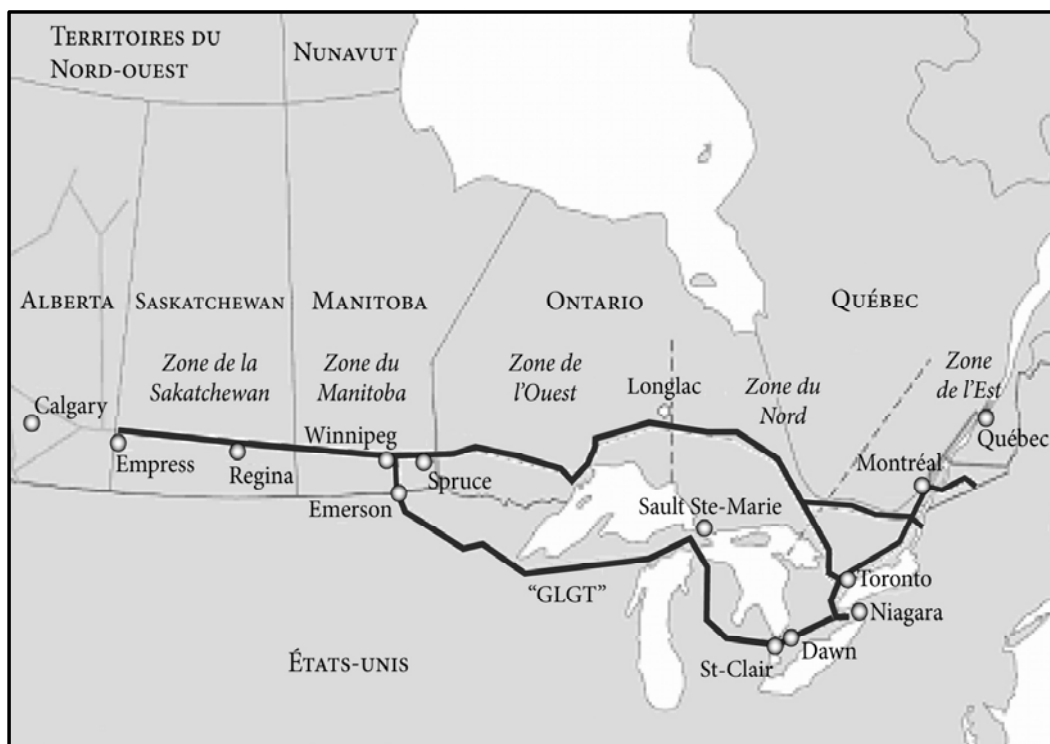 TERRITOIRES DU
NORD-OUEST
NUNAVUT
ALBERTA
SASKATCHEWAN
MANITOBA
ONTARIO
QUÉBEC
Zone de la
Sakatchewan
Zone du
Manitoba
Zone de
l'Ouest
Longlac
Zone du
Nord
Zone
de l'Est
Calgary
Empress
Regina
Winnipeg
Spruce
Emerson
Sault Ste-Marie
Montréal
Québec
"GLGT"
Toronto
Niagara
Dawn
St-Clair
ÉTATS-UNIS